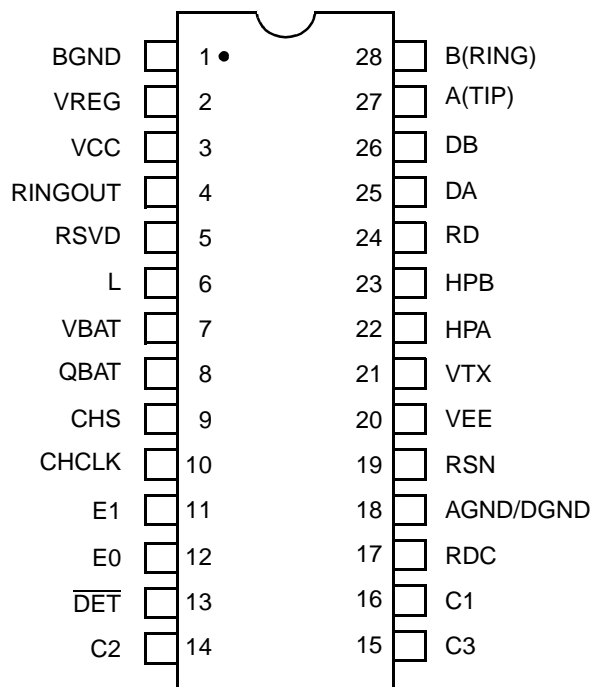 BGND 1 28 B(RING)
VREG 2 27 A(TIP)
VCC 3 26 DB
RINGOUT 4 25 DA
RSVD 5 24 RD
L 6 23 HPB
VBAT 7 22 HPA
QBAT 8 21 VTX
CHS 9 20 VEE
CHCLK 10 19 RSN
E1 11 18 AGND/DGND
E0 12 17 RDC
D̅E̅T̅ 13 16 C1
C2 14 15 C3